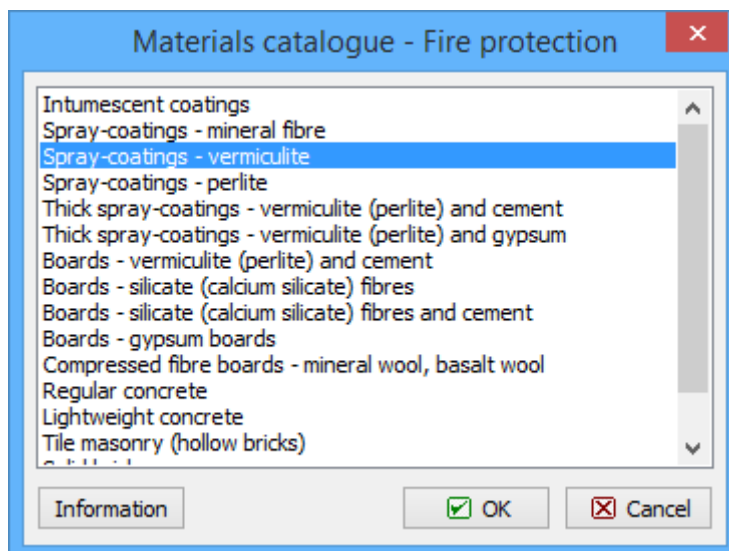 Materials catalogue - Fire protection
Intumescent coatings
Spray-coatings - mineral fibre
Spray-coatings - vermiculite
Spray-coatings - perlite
Thick spray-coatings - vermiculite (perlite) and cement
Thick spray-coatings - vermiculite (perlite) and gypsum
Boards - vermiculite (perlite) and cement
Boards - silicate (calcium silicate) fibres
Boards - silicate (calcium silicate) fibres and cement
Boards - gypsum boards
Compressed fibre boards - mineral wool, basalt wool
Regular concrete
Lightweight concrete
Tile masonry (hollow bricks)
Information OK Cancel